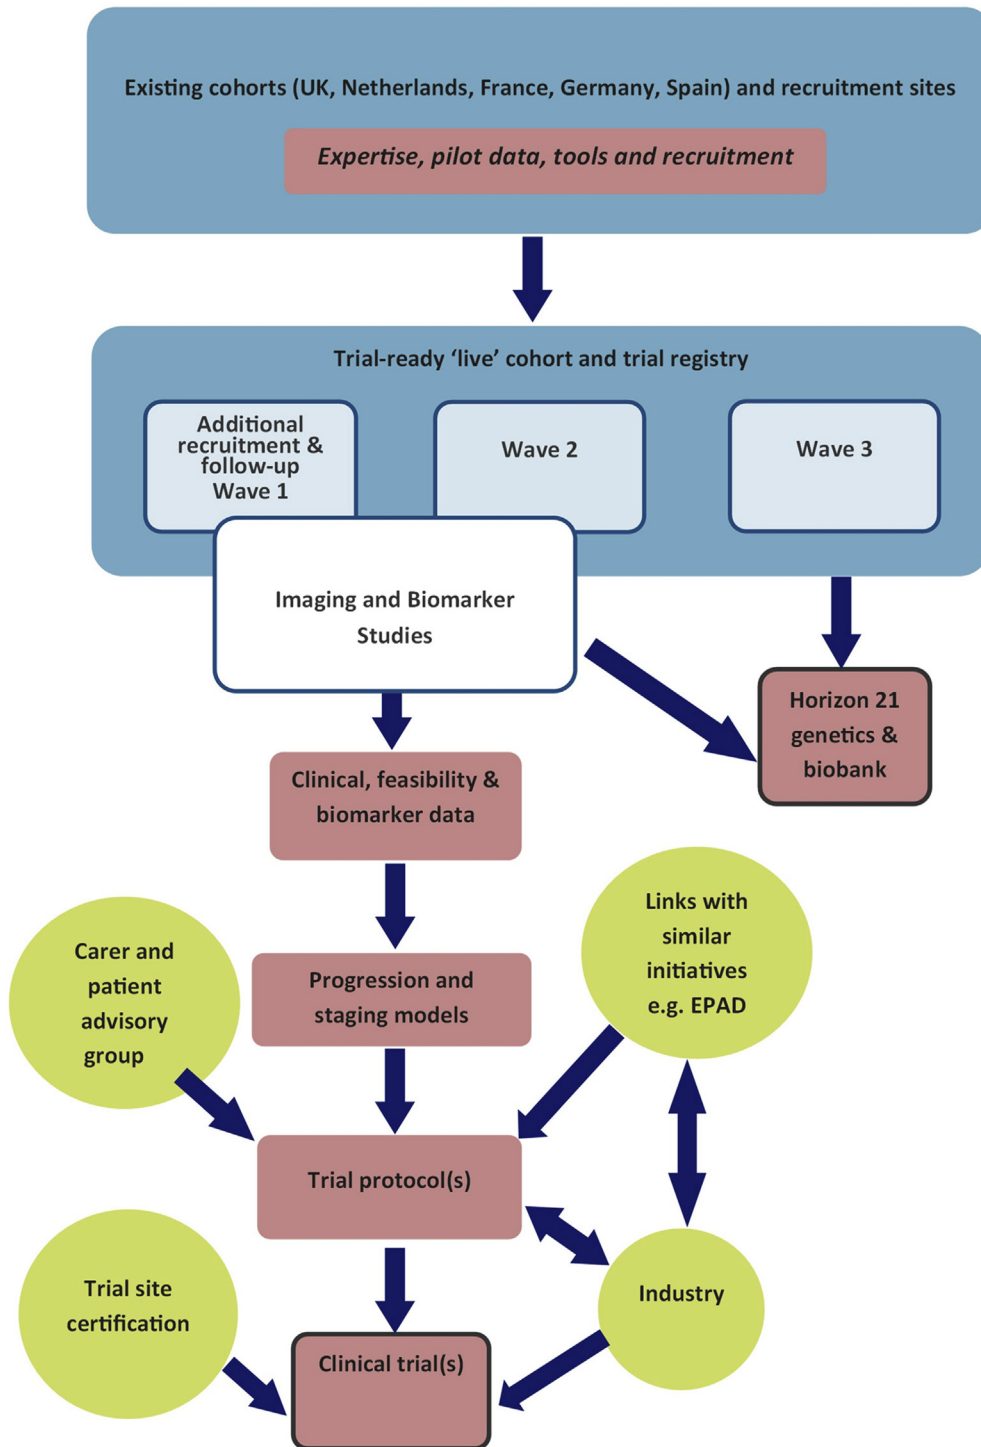 Existing cohorts (UK, Netherlands, France, Germany, Spain) and recruitment sites
Expertise, pilot data, tools and recruitment
Trial-ready ‘live’ cohort and trial registry
Additional
recruitment &
follow-up
Wave 1
Wave 2
Wave 3
Imaging and Biomarker
Studies
Horizon 21
genetics &
biobank
Clinical, feasibility &
biomarker data
Links with
similar
initiatives
e.g. EPAD
Carer and
patient
advisory
group
Progression and
staging models
Trial protocol(s)
Trial site
certification
Industry
Clinical trial(s)